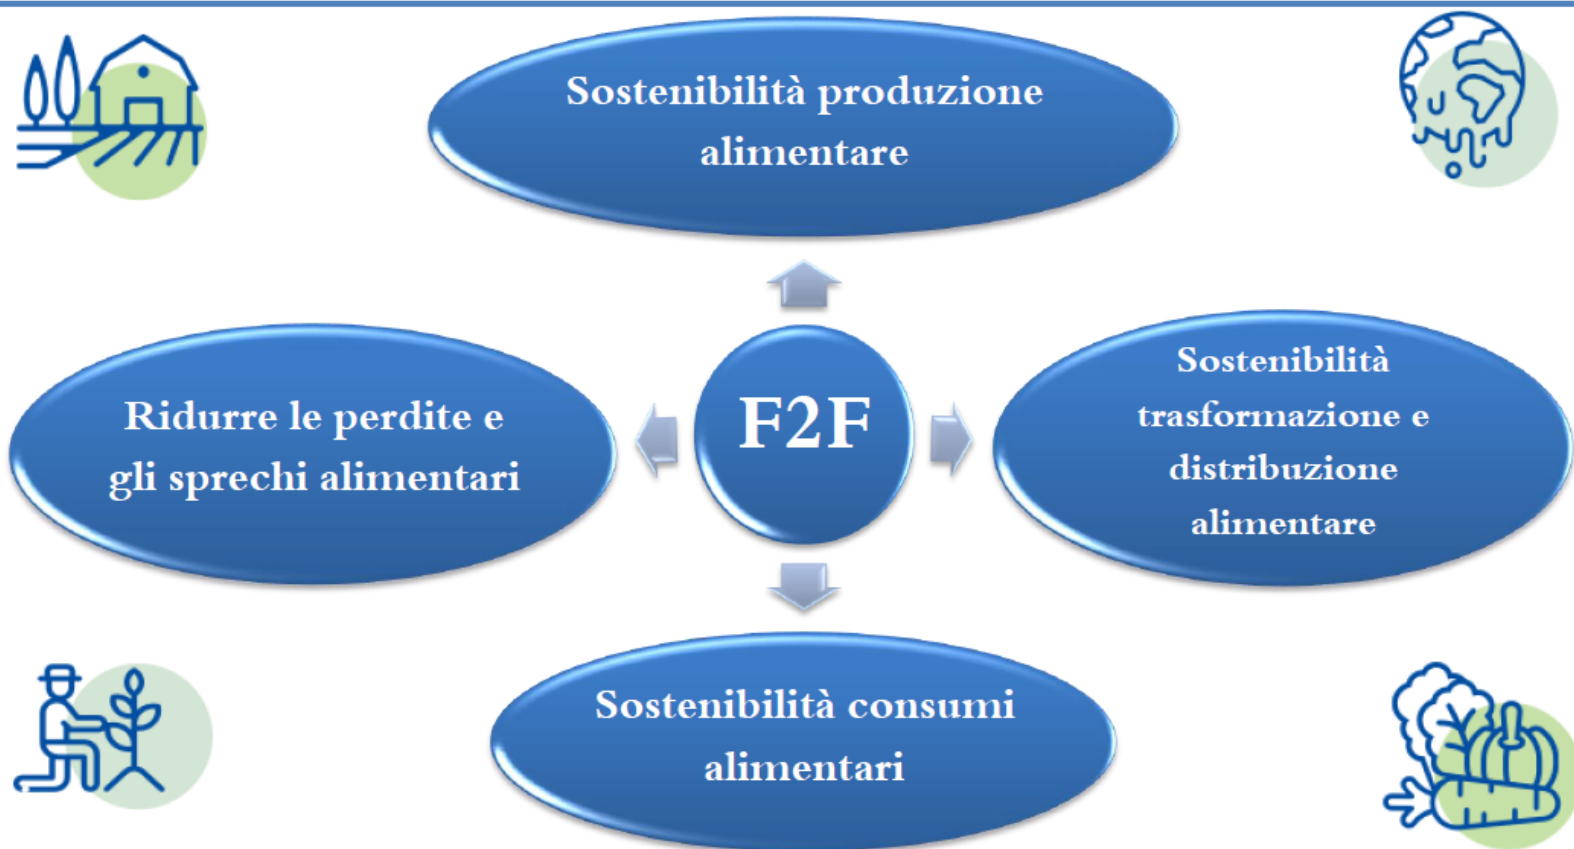 Sostenibilità produzione
alimentare
Ridurre le perdite e
gli sprechi alimentari
F2F
Sostenibilità
trasformazione e
distribuzione
alimentare
Sostenibilità consumi
alimentari